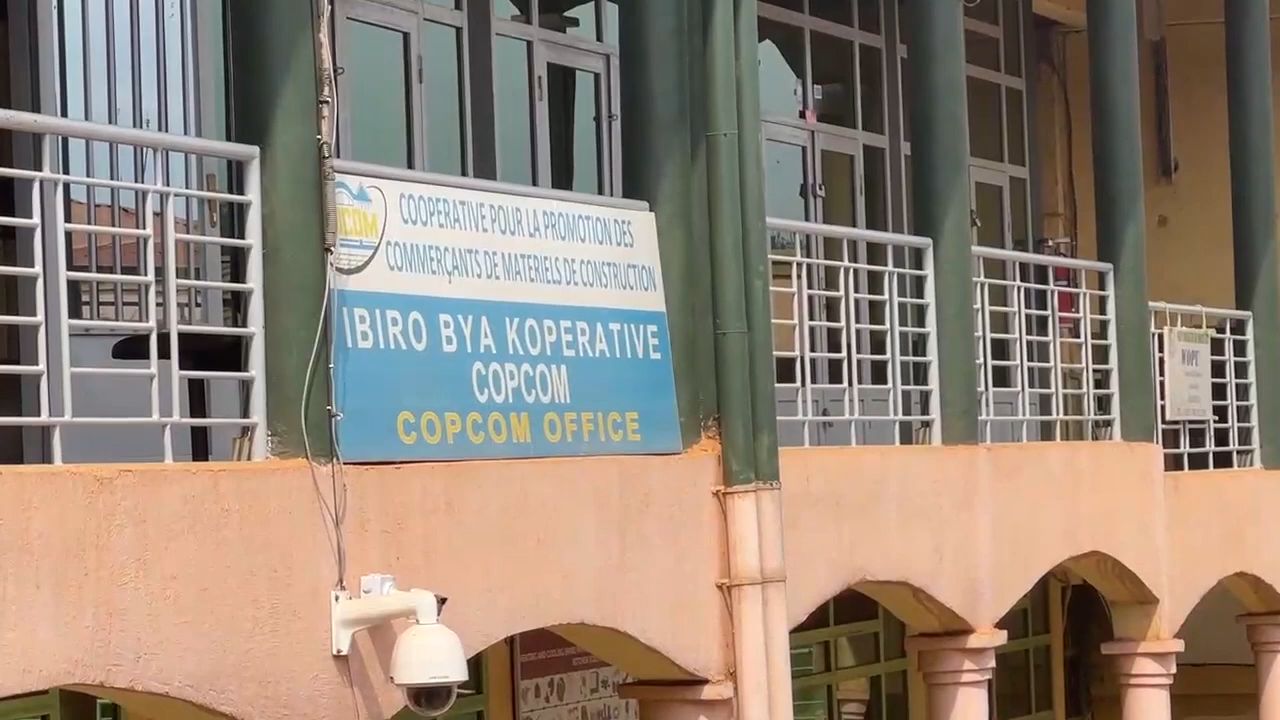 COOPERATIVE POUR LA PROMOTION DES
COMMERÇANTS DE MATERIELS DE CONSTRUCTION
IBIRO BYA KOPERATIVE
COPCOM
COPCOM OFFICE